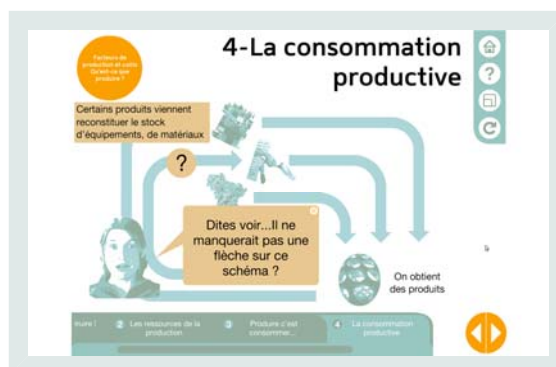 Facteurs de
production et coûts
Qu'est-ce que
produire ?
4-La consommation
productive
?
Certains produits viennent
reconstituer le stock
d'équipements, de matériaux
?
Dites voir...Il ne
manquerait pas une
flèche sur ce
schéma ?
On obtient
des produits
2 Les ressources de la
production
3 Produire c'est
consommer...
4 La consommation
productive